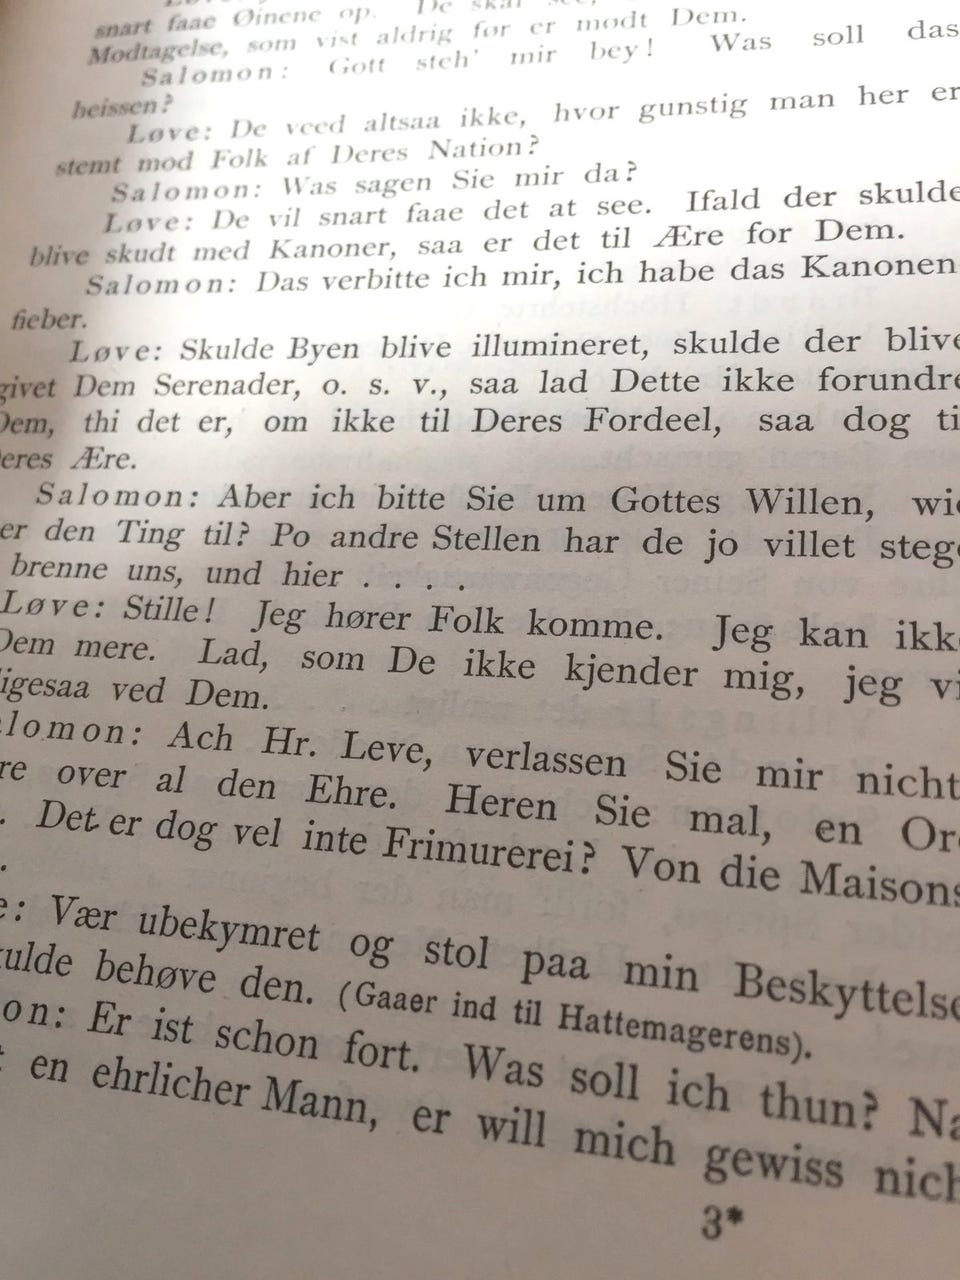 snart faae Øinene op. De skal see,
Modtagelse, som vist aldrig før er mødt Dem.
Salomon: Gott steh' mir bey! Was soll das
heissen?
Løve: De veed altsaa ikke, hvor gunstig man her er
stemt mod Folk af Deres Nation?
Salomon: Was sagen Sie mir da?
Løve: De vil snart faae det at see. Ifald der skulde
blive skudt med Kanoner, saa er det til Ære for Dem.
Salomon: Das verbitte ich mir, ich habe das Kanonen-
fieber.
Løve: Skulde Byen blive illumineret, skulde der blive
givet Dem Serenader, o. s. v., saa lad Dette ikke forundre
Dem, thi det er, om ikke til Deres Fordeel, saa dog ti
eres Ære.
Salomon: Aber ich bitte Sie um Gottes Willen, wie
er den Ting til? Po andre Stellen har de jo villet stege
brenne uns, und hier . . . .
Løve: Stille! Jeg hører Folk komme. Jeg kan ikke
Dem mere. Lad, som De ikke kjender mig, jeg vi
igesaa ved Dem.
alomon: Ach Hr. Leve, verlassen Sie mir nicht
re over al den Ehre. Heren Sie mal, en Ord
. Det er dog vel inte Frimurerei? Von die Maisons
.
e: Vær ubekymret og stol paa min Beskyttelse
kulde behøve den. (Gaaer ind til Hattemagerens).
on: Er ist schon fort. Was soll ich thun? Na
en ehrlicher Mann, er will mich gewiss nich
3*